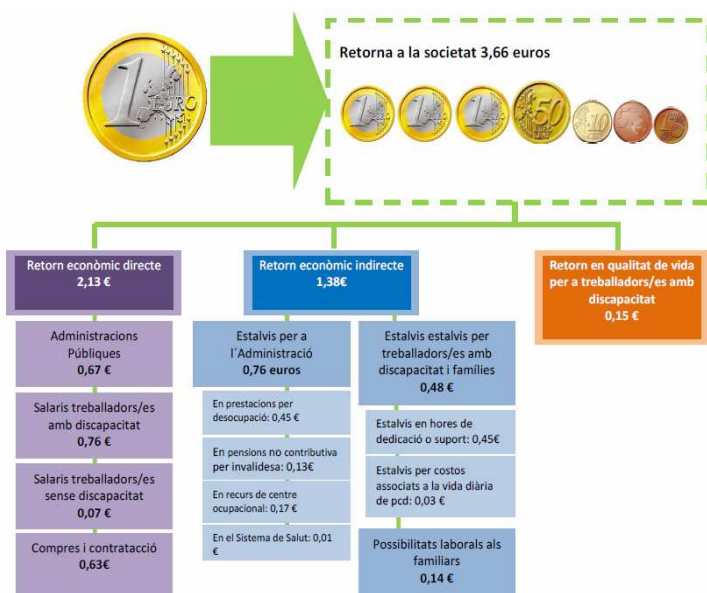 1
EURO
Retorna a la societat 3,66 euros
50
10
1
Retorn econòmic directe
2,13 €
Retorn econòmic indirecte
1,38€
Retorn en qualitat de vida
per a treballadors/es amb
discapacitat
0,15 €
Administracions
Públiques
0,67 €
Salaris treballadors/es
amb discapacitat
0,76 €
Salaris treballadors/es
sense discapacitat
0,07 €
Compres i contractacció
0,63€
Estalvis per a
l´Administració
0,76 euros
En prestacions per
desocupació: 0,45 €
En pensions no contributiva
per invalidesa: 0,13€
En recurs de centre
ocupacional: 0,17 €
En el Sistema de Salut: 0,01
€
Estalvis estalvis per
treballadors/es amb
discapacitat i famílies
0,48 €
Estalvis en hores de
dedicació o suport: 0,45€
Estalvis per costos
associats a la vida diària
de pcd: 0,03 €
Possibilitats laborals als
familiars
0,14 €